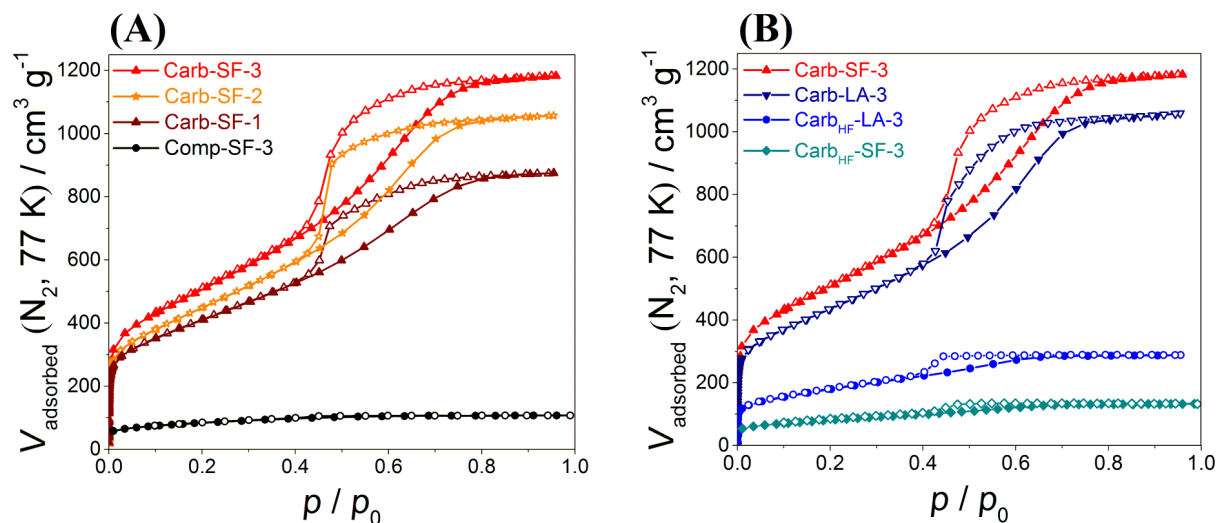 (A)
V adsorbed (N2, 77 K) / cm3 g-1
1200
1000
800
600
400
200
0
Carb-SF-3
Carb-SF-2
Carb-SF-1
Comp-SF-3
0.0 0.2 0.4 0.6 0.8 1.0
p / p0
(B)
V adsorbed (N2, 77 K) / cm3 g-1
1200
1000
800
600
400
200
0
Carb-SF-3
Carb-LA-3
CarbHF-LA-3
CarbHF-SF-3
0.0 0.2 0.4 0.6 0.8 1.0
p / p0